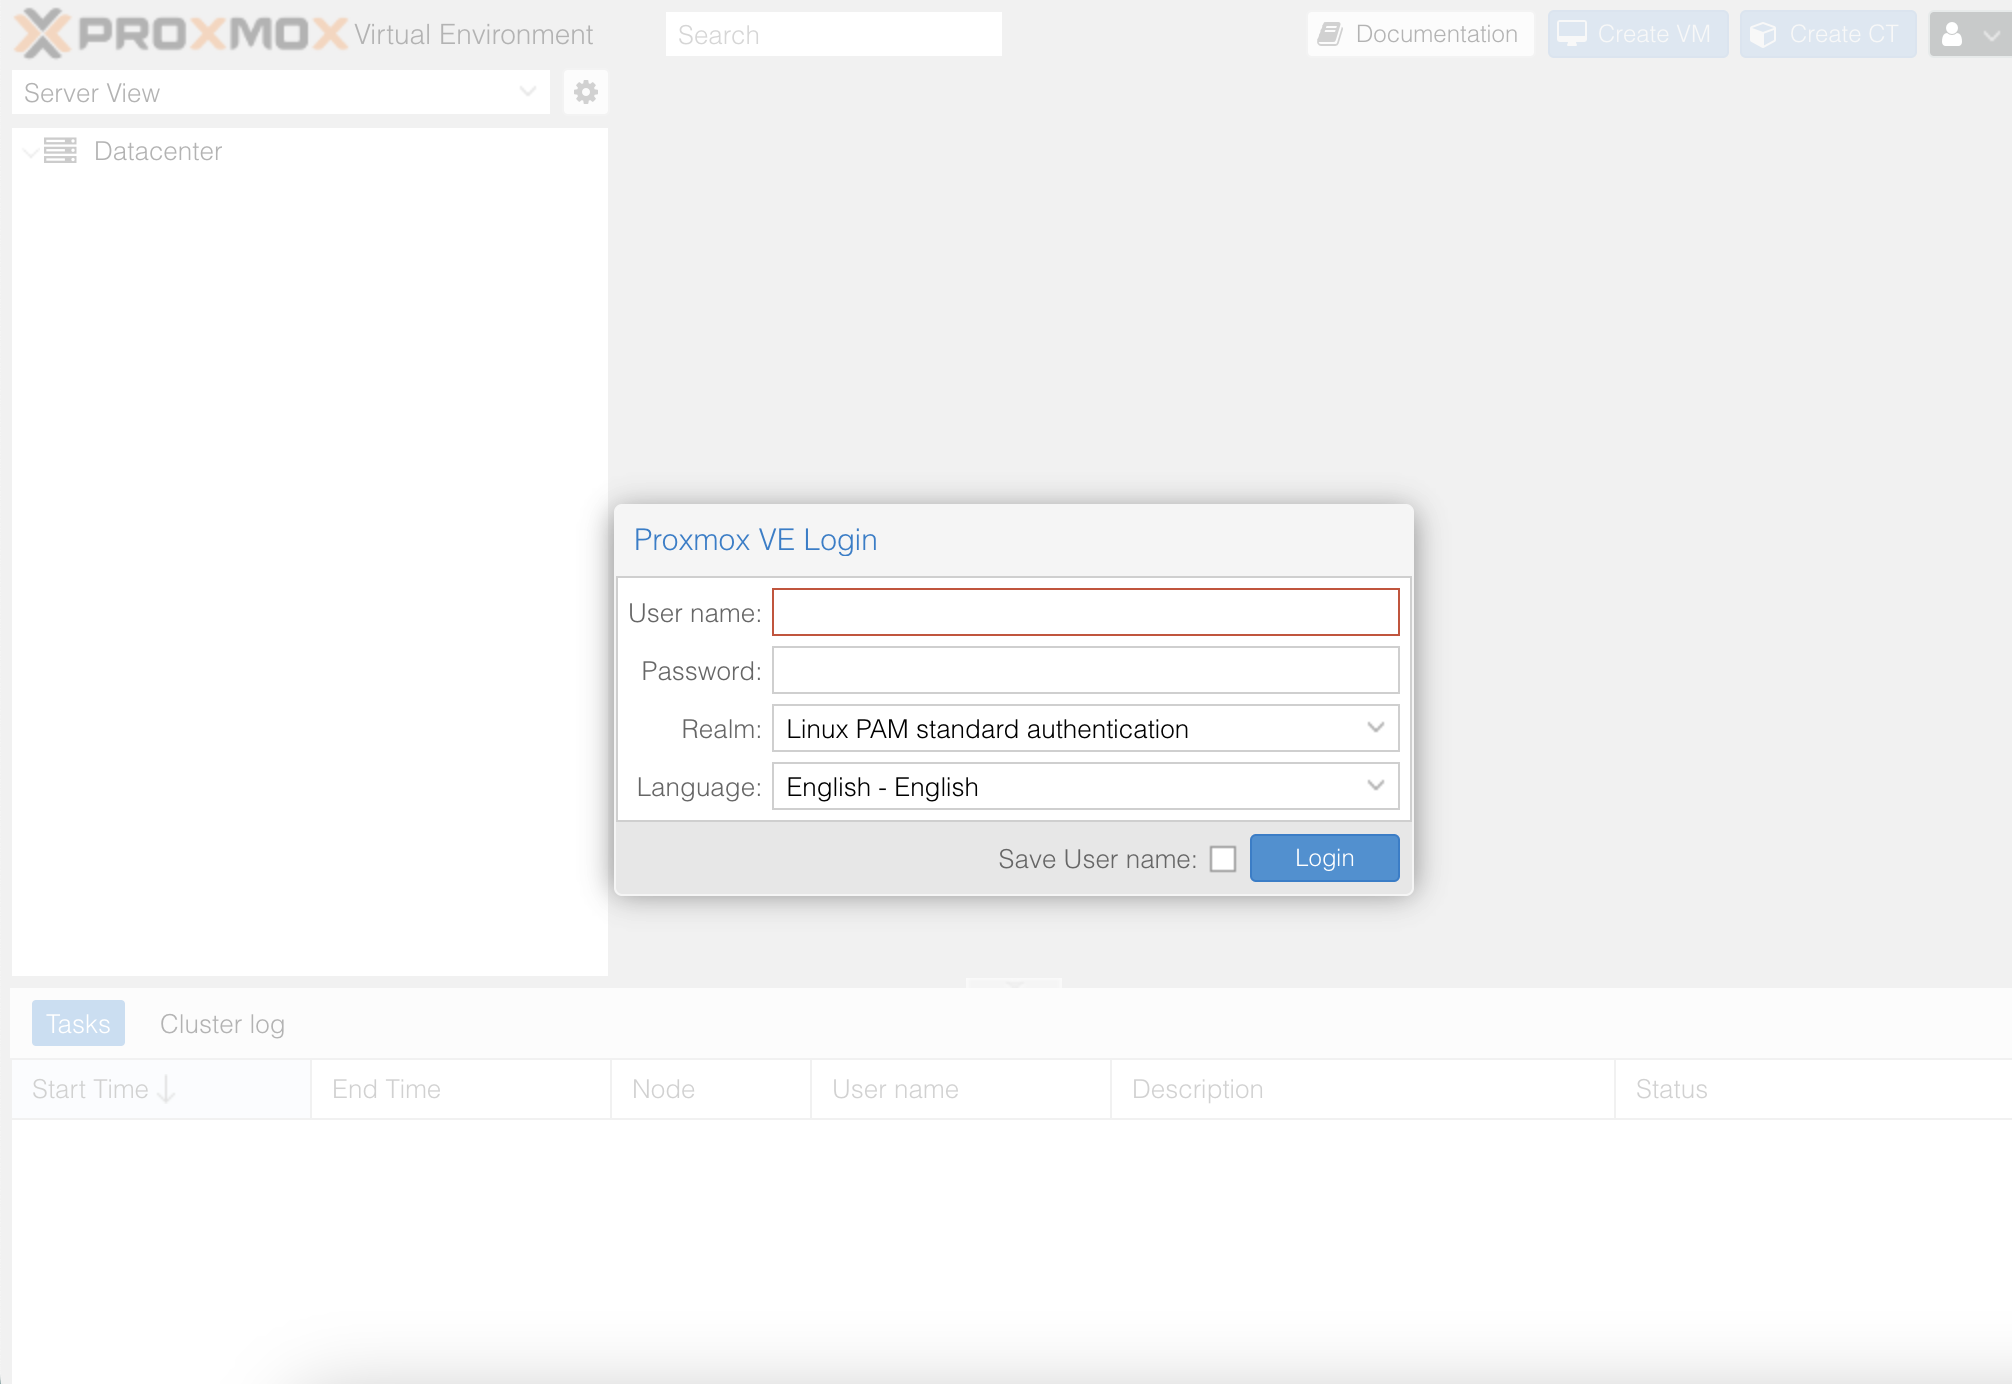 PROXMOX Virtual Environment
Search
Documentation
Create VM
Create CT
Server View
Datacenter
Proxmox VE Login
User name:
Password:
Realm: Linux PAM standard authentication
Language: English - English
Save User name:
Login
Tasks
Cluster log
Start Time
End Time
Node
User name
Description
Status